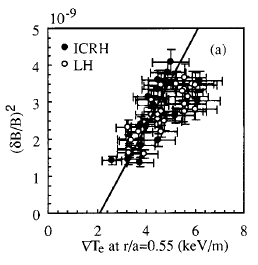 10⁻⁹
5
(a)
ICRH
LH
4
3
(δB/B)²
2
1
0
0 2 4 6 8
∇Tₑ at r/a=0.55 (keV/m)